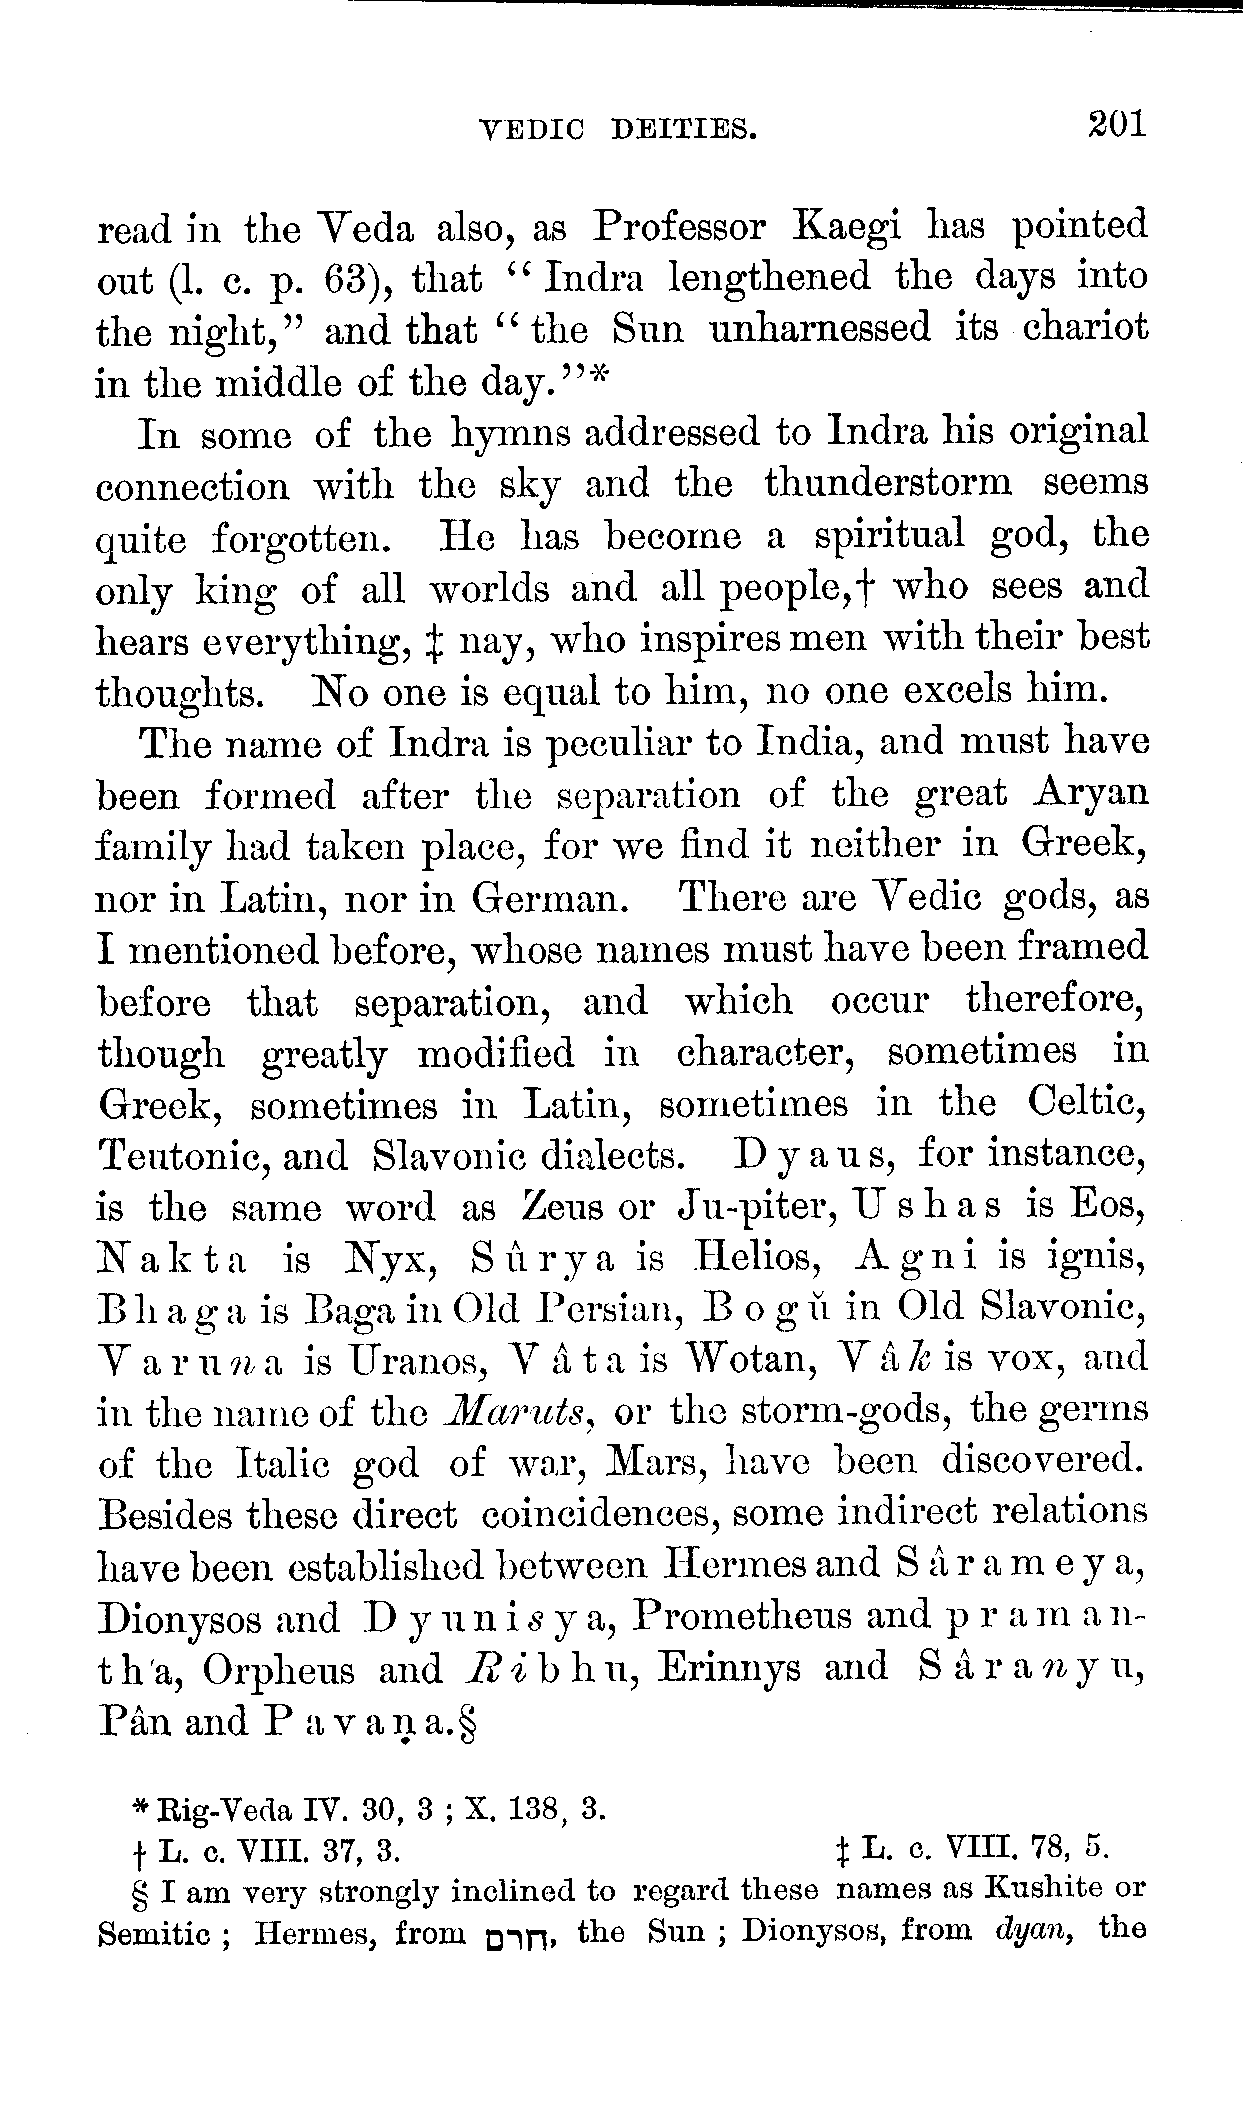 VEDIC DEITIES. 201
read in the Veda also, as Professor Kaegi has pointed
out (l. c. p. 63), that “Indra lengthened the days into
the night,” and that “the Sun unharnessed its chariot
in the middle of the day.”*
In some of the hymns addressed to Indra his original
connection with the sky and the thunderstorm seems
quite forgotten. He has become a spiritual god, the
only king of all worlds and all people,† who sees and
hears everything, ‡ nay, who inspires men with their best
thoughts. No one is equal to him, no one excels him.
The name of Indra is peculiar to India, and must have
been formed after the separation of the great Aryan
family had taken place, for we find it neither in Greek,
nor in Latin, nor in German. There are Vedic gods, as
I mentioned before, whose names must have been framed
before that separation, and which occur therefore,
though greatly modified in character, sometimes in
Greek, sometimes in Latin, sometimes in the Celtic,
Teutonic, and Slavonic dialects. Dyaus, for instance,
is the same word as Zeus or Ju-piter, Ushas is Eos,
Nakta is Nyx, Sûrya is Helios, Agni is ignis,
Bhaga is Baga in Old Persian, Bogŭ in Old Slavonic,
Varuna is Uranos, Vâta is Wotan, Vâk is vox, and
in the name of the Maruts, or the storm-gods, the germs
of the Italic god of war, Mars, have been discovered.
Besides these direct coincidences, some indirect relations
have been established between Hermes and Sârameya,
Dionysos and Dyunisya, Prometheus and praman-
th'a, Orpheus and Ribhu, Erinnys and Sâranyu,
Pân and Pavaṇa.§
* Rig-Veda IV. 30, 3 ; X. 138, 3.
† L. c. VIII. 37, 3. ‡ L. c. VIII. 78, 5.
§ I am very strongly inclined to regard these names as Kushite or
Semitic ; Hermes, from חרם, the Sun ; Dionysos, from dyan, the